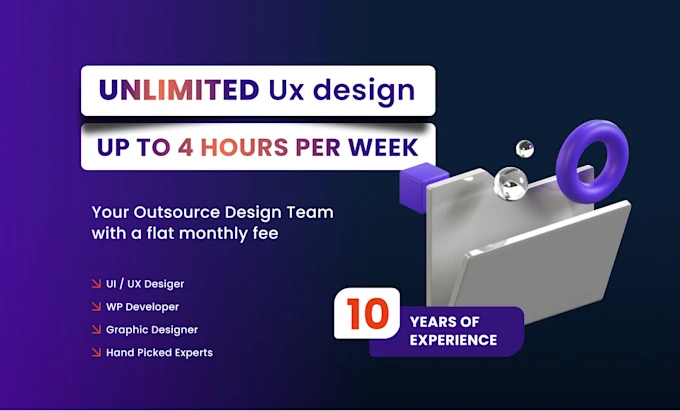 UNLIMITED Ux design
UP TO 4 HOURS PER WEEK
Your Outsource Design Team
with a flat monthly fee
UI / UX Desiger
WP Developer
Graphic Designer
Hand Picked Experts
10
YEARS OF
EXPERIENCE